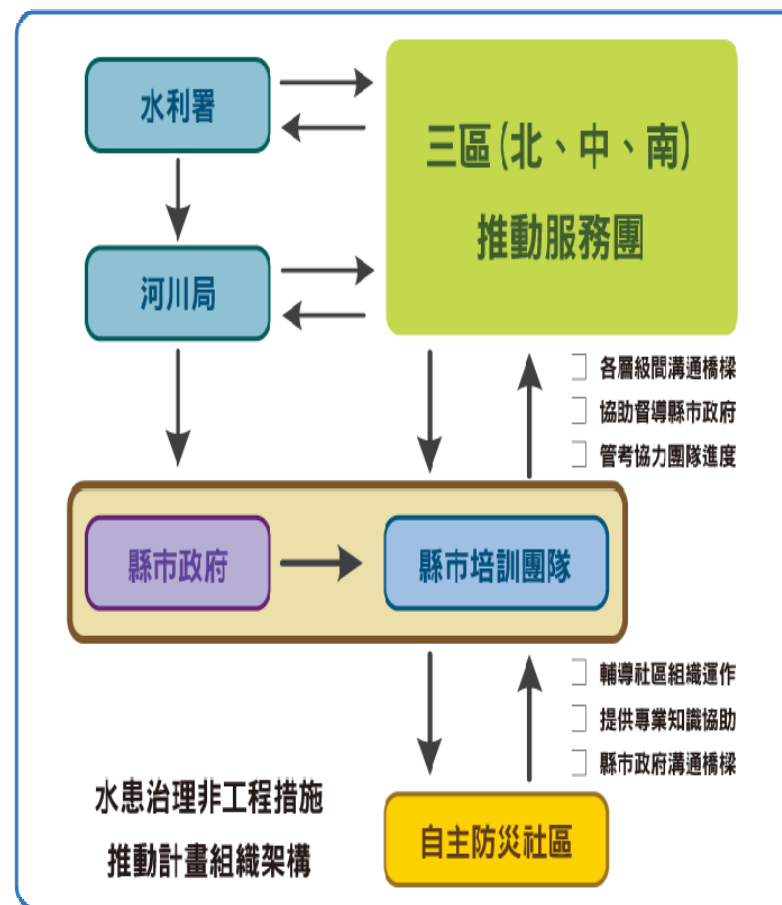 水利署
三區(北、中、南)
推動服務團
河川局
各層級間溝通橋樑
協助督導縣市政府
管考協力團隊進度
縣市政府
縣市培訓團隊
輔導社區組織運作
提供專業知識協助
縣市政府溝通橋樑
水患治理非工程措施
推動計畫組織架構
自主防災社區